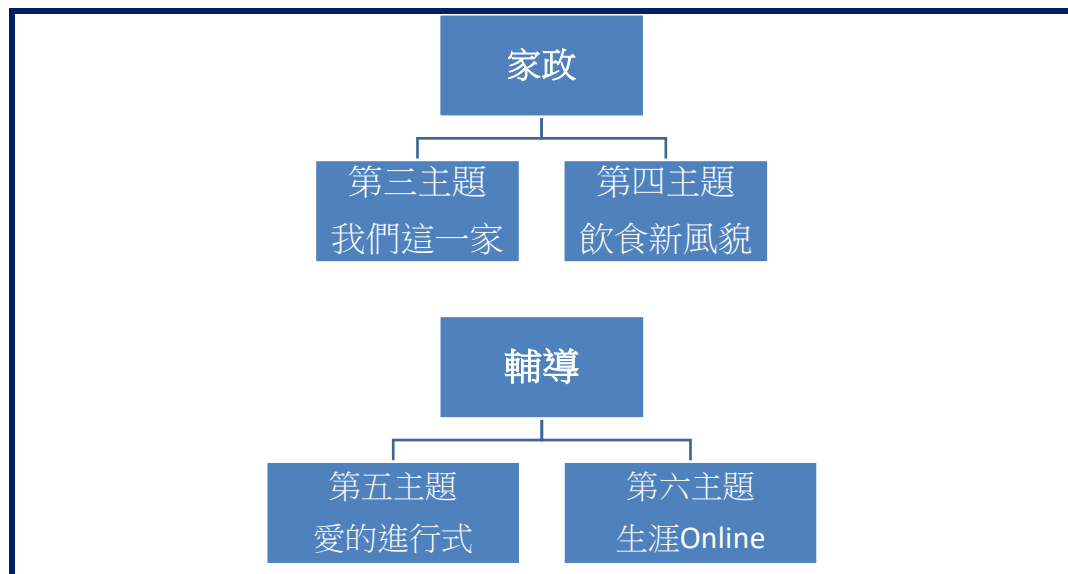 家政
第三主題
我們這一家
第四主題
飲食新風貌
輔導
第五主題
愛的進行式
第六主題
生涯Online